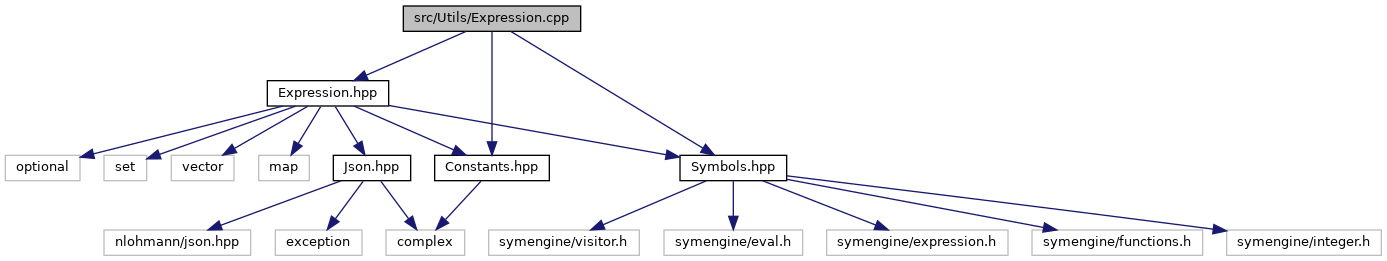 src/Utils/Expression.cpp
Expression.hpp
optional
set
vector
map
Json.hpp
Constants.hpp
Symbols.hpp
nlohmann/json.hpp
exception
complex
symengine/visitor.h
symengine/eval.h
symengine/expression.h
symengine/functions.h
symengine/integer.h